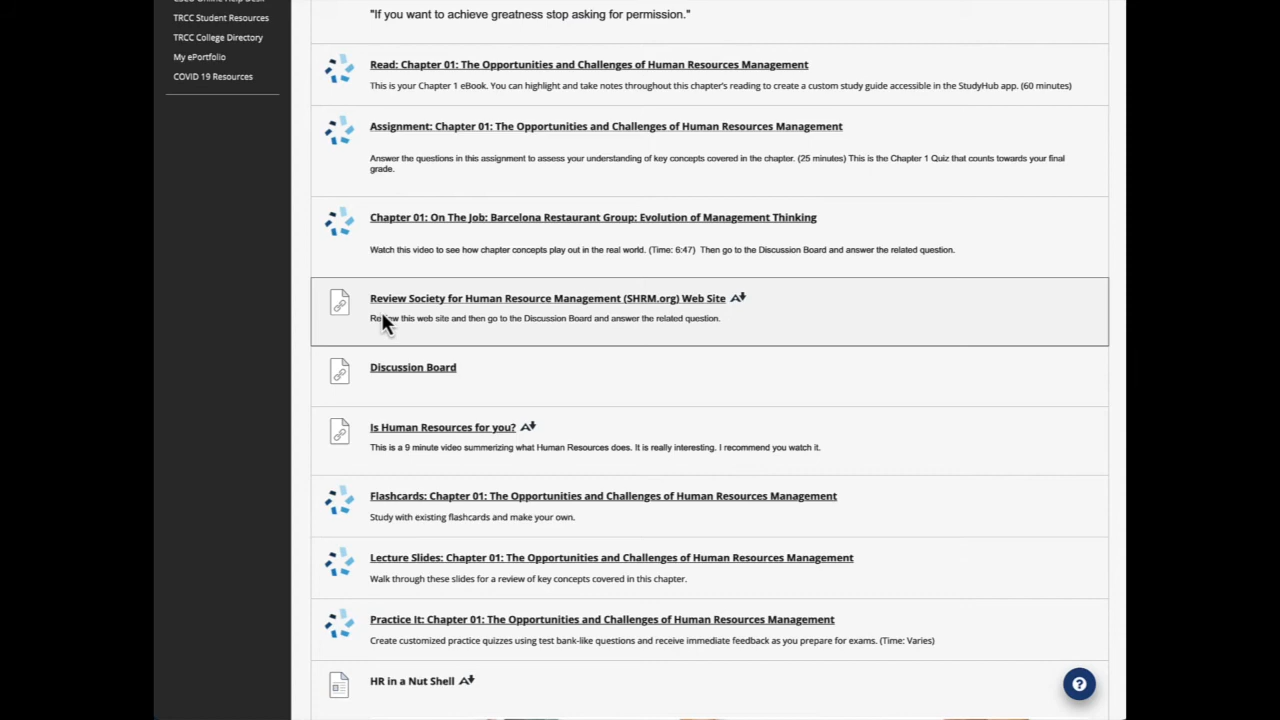 TRCC Student Resources
TRCC College Directory
My ePortfolio
COVID 19 Resources
"If you want to achieve greatness stop asking for permission."
Read: Chapter 01: The Opportunities and Challenges of Human Resources Management
This is your Chapter 1 eBook. You can highlight and take notes throughout this chapter's reading to create a custom study guide accessible in the StudyHub app. (60 minutes)
Assignment: Chapter 01: The Opportunities and Challenges of Human Resources Management
Answer the questions in this assignment to assess your understanding of key concepts covered in the chapter. (25 minutes) This is the Chapter 1 Quiz that counts towards your final
grade.
Chapter 01: On The Job: Barcelona Restaurant Group: Evolution of Management Thinking
Watch this video to see how chapter concepts play out in the real world. (Time: 6:47) Then go to the Discussion Board and answer the related question.
Review Society for Human Resource Management (SHRM.org) Web Site
Review this web site and then go to the Discussion Board and answer the related question.
Discussion Board
Is Human Resources for you?
This is a 9 minute video summerizing what Human Resources does. It is really interesting. I recommend you watch it.
Flashcards: Chapter 01: The Opportunities and Challenges of Human Resources Management
Study with existing flashcards and make your own.
Lecture Slides: Chapter 01: The Opportunities and Challenges of Human Resources Management
Walk through these slides for a review of key concepts covered in this chapter.
Practice It: Chapter 01: The Opportunities and Challenges of Human Resources Management
Create customized practice quizzes using test bank-like questions and receive immediate feedback as you prepare for exams. (Time: Varies)
HR in a Nut Shell